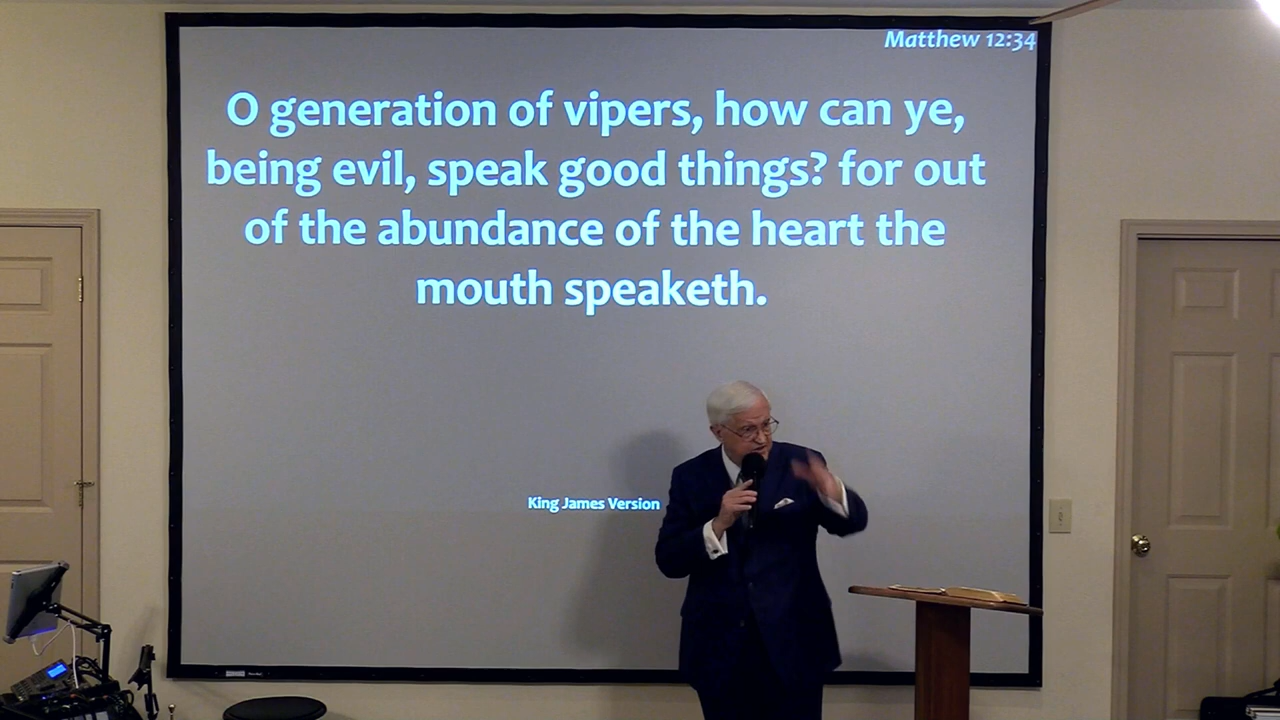 Matthew 12:34
O generation of vipers, how can ye,
being evil, speak good things? for out
of the abundance of the heart the
mouth speaketh.
King James Version